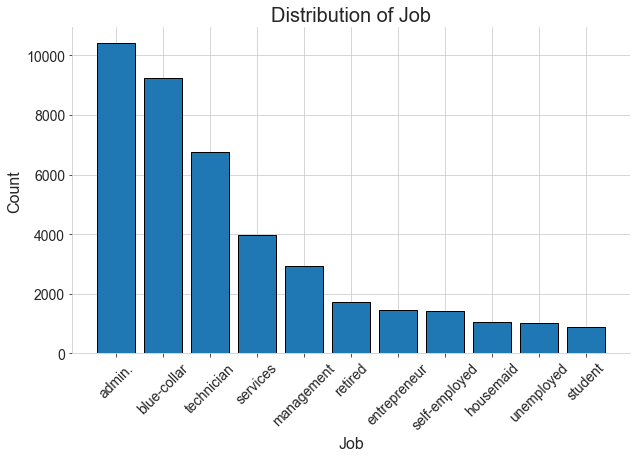 Distribution of Job
Count
10000
8000
6000
4000
2000
0
admin.
blue-collar
technician
services
management
retired
entrepreneur
self-employed
housemaid
unemployed
student
Job